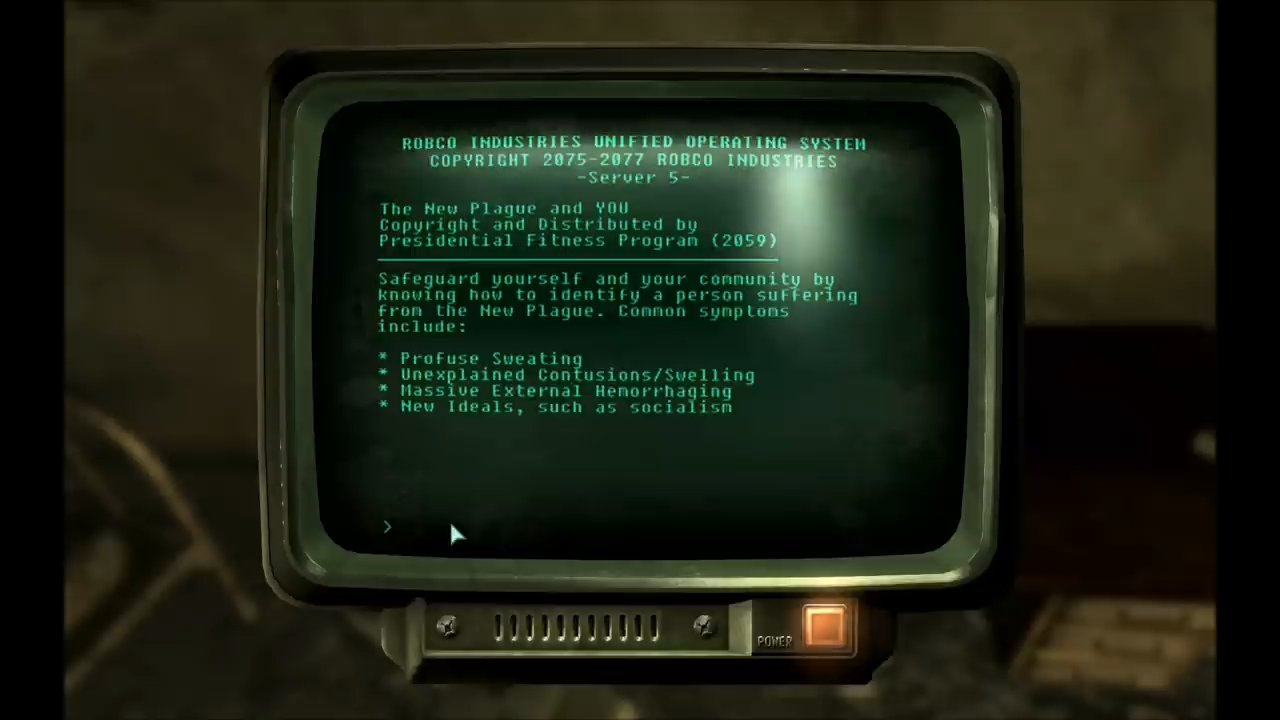 ROBCO INDUSTRIES UNIFIED OPERATING SYSTEM
COPYRIGHT 2075-2077 ROBCO INDUSTRIES
-Server 5-
The New Plague and YOU
Copyright and Distributed by
Presidential Fitness Program (2059)
Safeguard yourself and your community by
knowing how to identify a person suffering
from the New Plague. Common symptoms
include:
* Profuse Sweating
* Unexplained Contusions/Swelling
* Massive External Hemorrhaging
* New Ideals, such as socialism
>
POWER